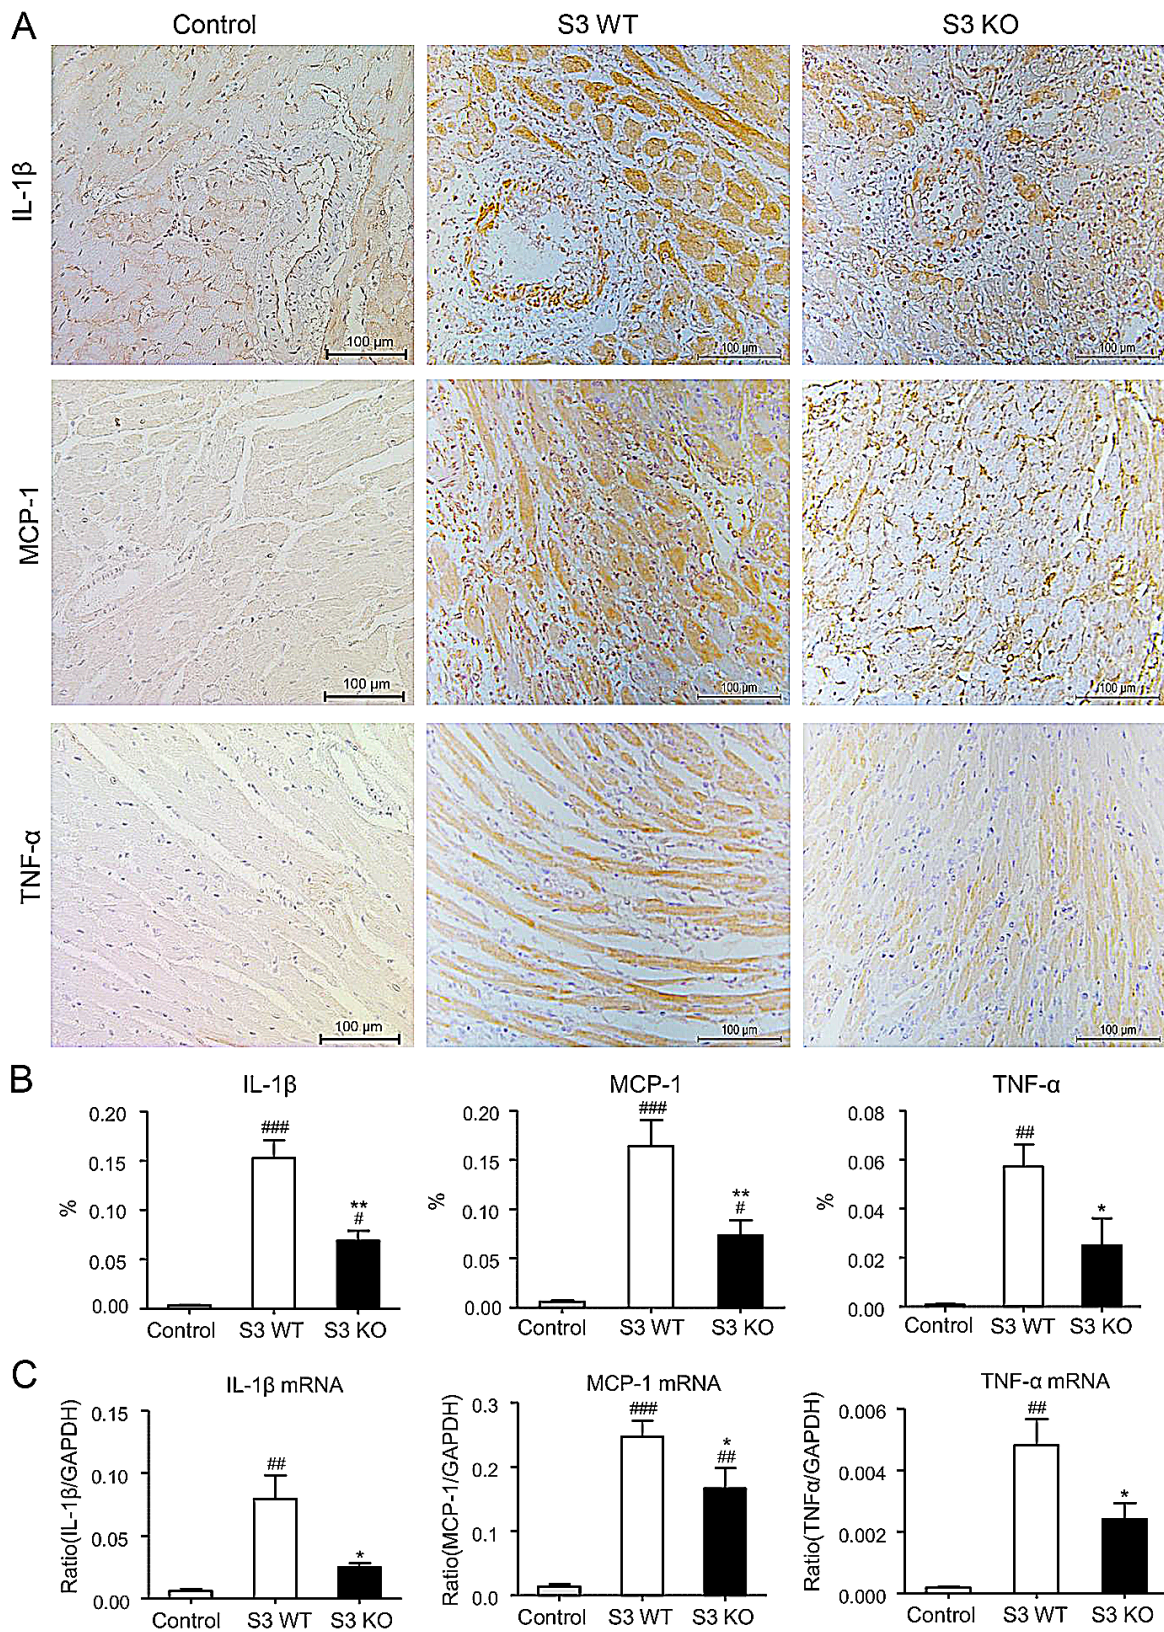 A
Control
S3 WT
S3 KO
IL-1β
100 µm
100 µm
100 µm
MCP-1
100 µm
100 µm
100 µm
TNF-α
100 µm
100 µm
100 µm
B
IL-1β
%
0.20
0.15
0.10
0.05
0.00
###
**
#
Control
S3 WT
S3 KO
MCP-1
%
0.20
0.15
0.10
0.05
0.00
###
**
#
Control
S3 WT
S3 KO
TNF-α
%
0.08
0.06
0.04
0.02
0.00
##
*
Control
S3 WT
S3 KO
C
IL-1β mRNA
Ratio(IL-1β/GAPDH)
0.15
0.10
0.05
0.00
##
*
Control
S3 WT
S3 KO
MCP-1 mRNA
Ratio(MCP-1/GAPDH)
0.3
0.2
0.1
0.0
###
*
##
Control
S3 WT
S3 KO
TNF-α mRNA
Ratio(TNFα/GAPDH)
0.006
0.004
0.002
0.000
##
*
Control
S3 WT
S3 KO